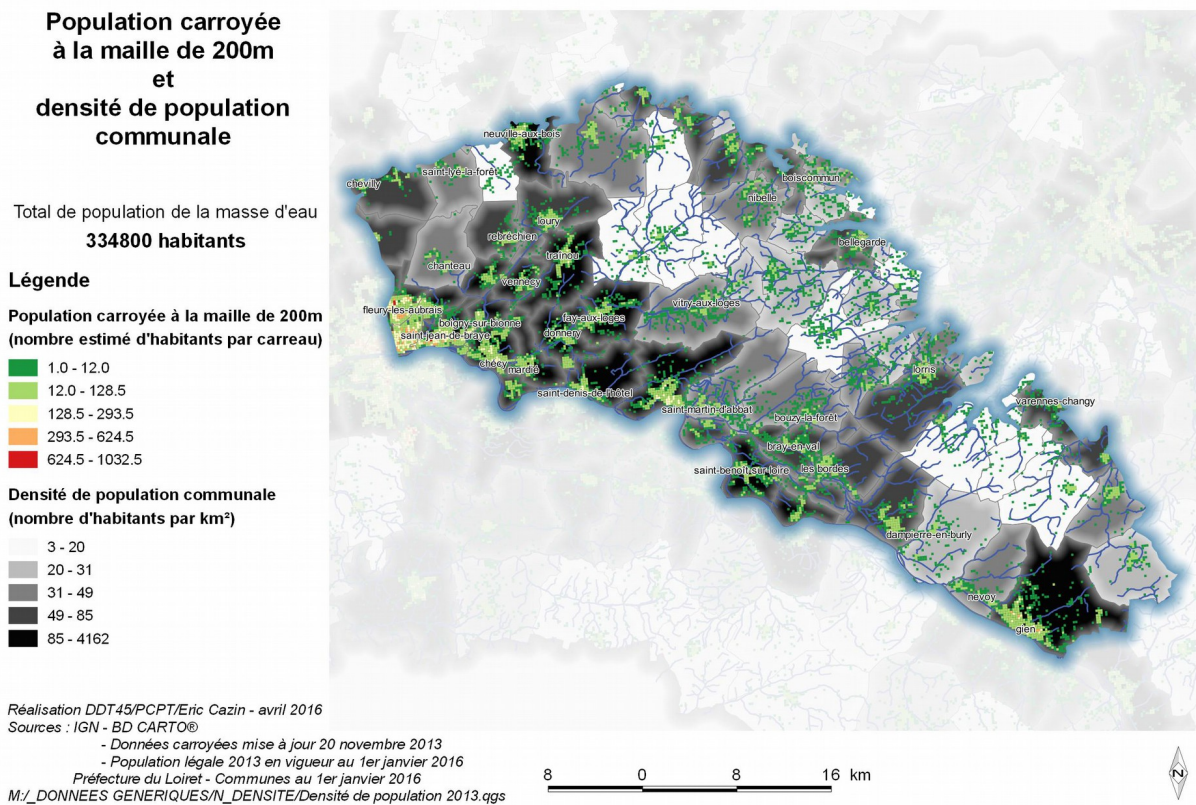 Population carroyée
à la maille de 200m
et
densité de population
communale
Total de population de la masse d'eau
334800 habitants
Légende
Population carroyée à la maille de 200m
(nombre estimé d'habitants par carreau)
1.0 - 12.0
12.0 - 128.5
128.5 - 293.5
293.5 - 624.5
624.5 - 1032.5
Densité de population communale
(nombre d'habitants par km²)
3 - 20
20 - 31
31 - 49
49 - 85
85 - 4162
Réalisation DDT45/PCPT/Eric Cazin - avril 2016
Sources : IGN - BD CARTO®
- Données carroyées mise à jour 20 novembre 2013
- Population légale 2013 en vigueur au 1er janvier 2016
Préfecture du Loiret - Communes au 1er janvier 2016
M:/_DONNEES GENERIQUES/N_DENSITE/Densité de population 2013.qgs
neuville-aux-bois
chevilly
saint-lyé-la-forêt
boiscommun
nibelle
loury
rebréchien
bellegarde
traînou
chanteau
vennecy
vitry-aux-loges
fleury-les-aubrais
fay-aux-loges
boigny-sur-bionne
saint-jean-de-braye
donnery
chécy
mardié
lorris
saint-denis-de-l'hôtel
varennes-changy
saint-martin-d'abbat
bouzy-la-forêt
bray-en-val
saint-benoît-sur-loire
les bordes
dampierre-en-burly
nevoy
gien
8 0 8 16 km
N